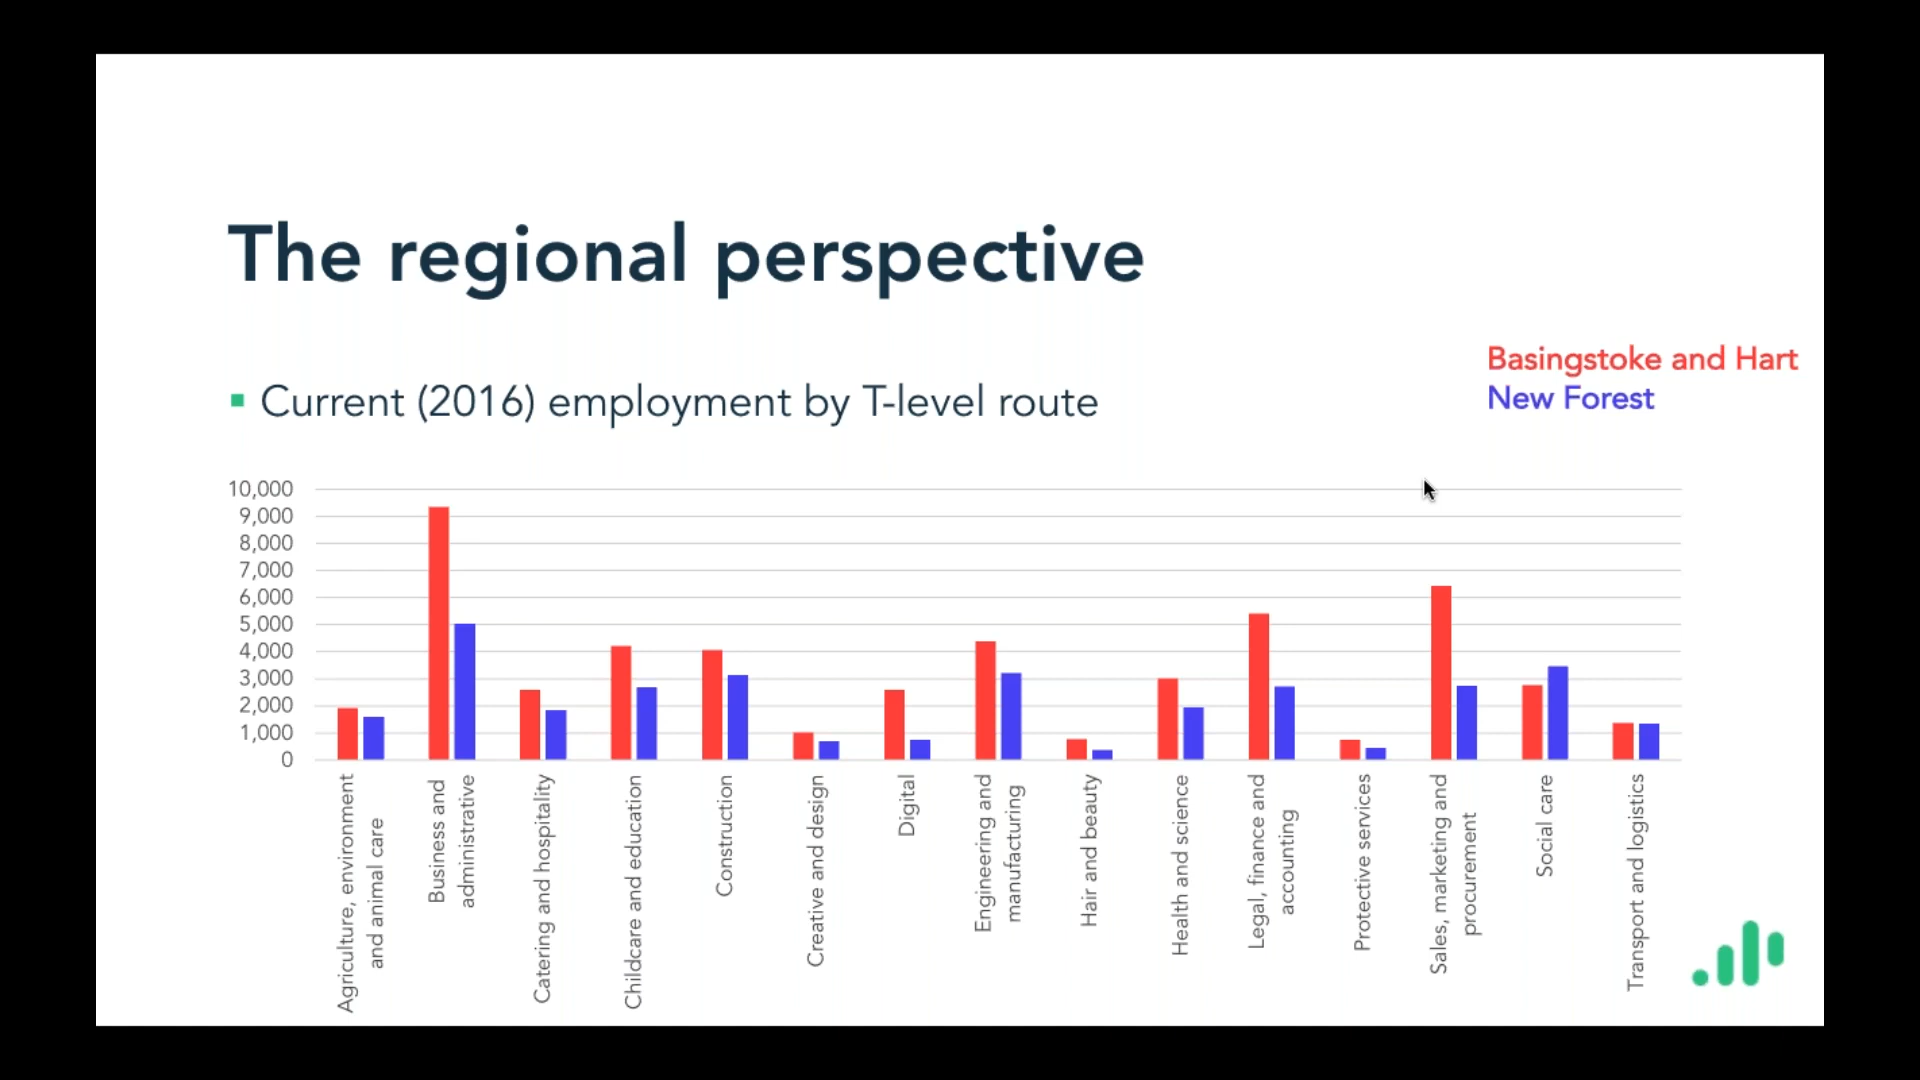 The regional perspective
Basingstoke and Hart
New Forest
▪ Current (2016) employment by T-level route
10,000
9,000
8,000
7,000
6,000
5,000
4,000
3,000
2,000
1,000
0
Agriculture, environment
and animal care
Business and
administrative
Catering and hospitality
Childcare and education
Construction
Creative and design
Digital
Engineering and
manufacturing
Hair and beauty
Health and science
Legal, finance and
accounting
Protective services
Sales, marketing and
procurement
Social care
Transport and logistics